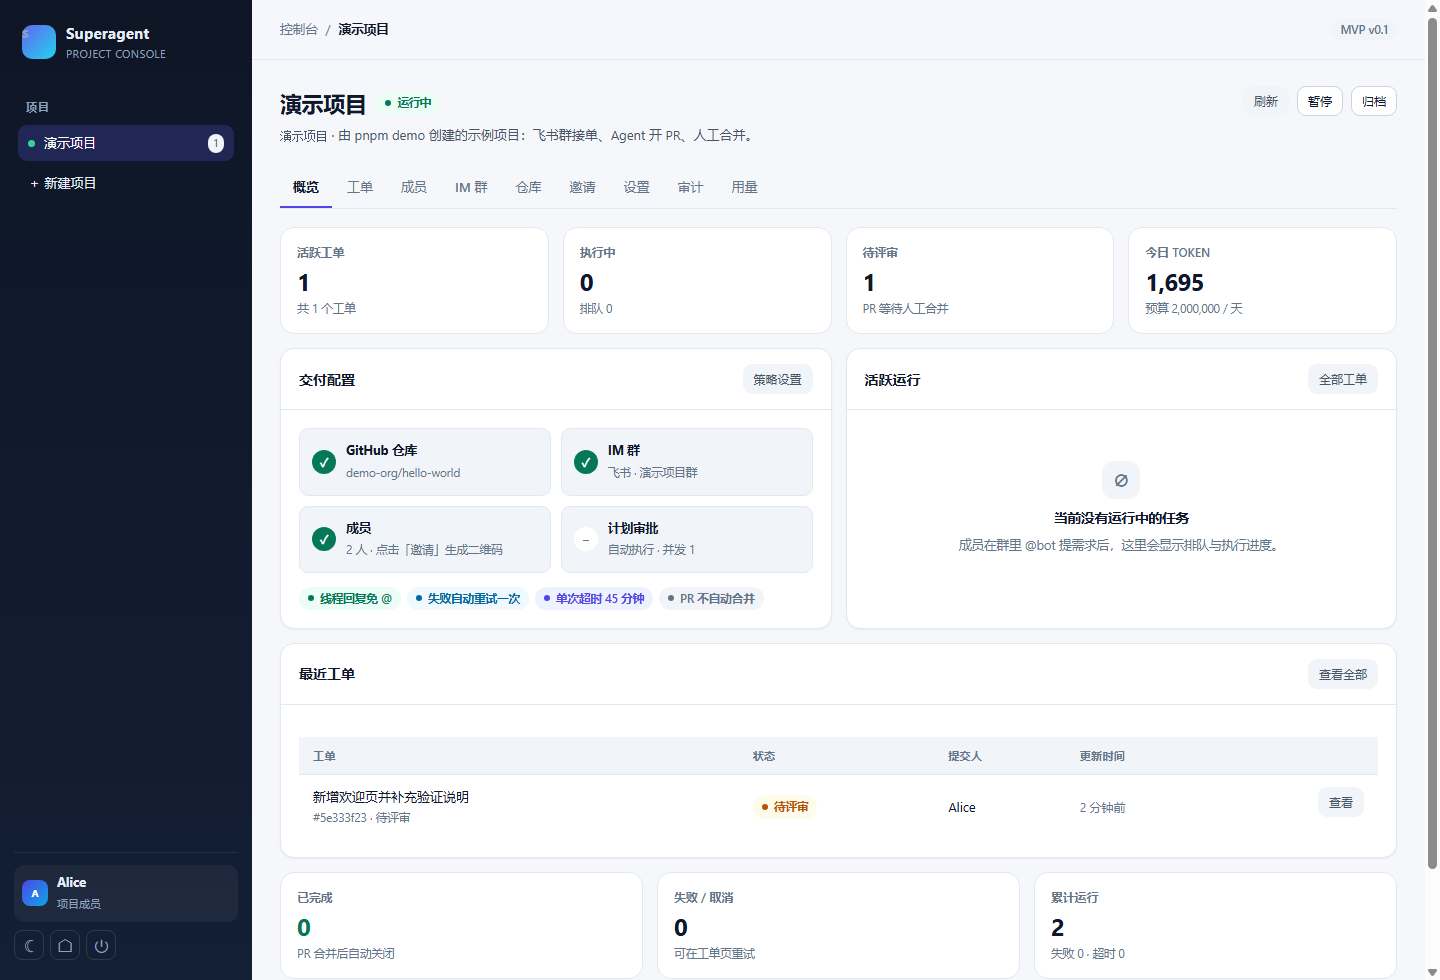 Superagent
PROJECT CONSOLE
项目
演示项目 1
+ 新建项目
Alice
项目成员
A
控制台 / 演示项目
MVP v0.1
演示项目 运行中
刷新 暂停 归档
演示项目 · 由 pnpm demo 创建的示例项目：飞书群接单、Agent 开 PR、人工合并。
概览 工单 成员 IM 群 仓库 邀请 设置 审计 用量
活跃工单
1
共 1 个工单
执行中
0
排队 0
待评审
1
PR 等待人工合并
今日 TOKEN
1,695
预算 2,000,000 / 天
交付配置 策略设置
GitHub 仓库
demo-org/hello-world
IM 群
飞书 · 演示项目群
成员
2 人 · 点击「邀请」生成二维码
计划审批
自动执行 · 并发 1
线程回复免 @ 失败自动重试一次 单次超时 45 分钟 PR 不自动合并
活跃运行 全部工单
当前没有运行中的任务
成员在群里 @bot 提需求后，这里会显示排队与执行进度。
最近工单 查看全部
工单 状态 提交人 更新时间
新增欢迎页并补充验证说明
#5e333f23 · 待评审
待评审 Alice 2 分钟前 查看
已完成
0
PR 合并后自动关闭
失败 / 取消
0
可在工单页重试
累计运行
2
失败 0 · 超时 0